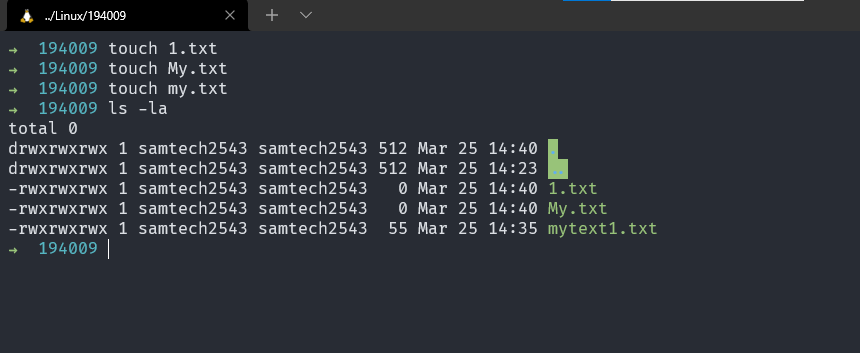 ../Linux/194009
→ 194009 touch 1.txt
→ 194009 touch My.txt
→ 194009 touch my.txt
→ 194009 ls -la
total 0
drwxrwxrwx 1 samtech2543 samtech2543 512 Mar 25 14:40 .
drwxrwxrwx 1 samtech2543 samtech2543 512 Mar 25 14:23 ..
-rwxrwxrwx 1 samtech2543 samtech2543   0 Mar 25 14:40 1.txt
-rwxrwxrwx 1 samtech2543 samtech2543   0 Mar 25 14:40 My.txt
-rwxrwxrwx 1 samtech2543 samtech2543  55 Mar 25 14:35 mytext1.txt
→ 194009